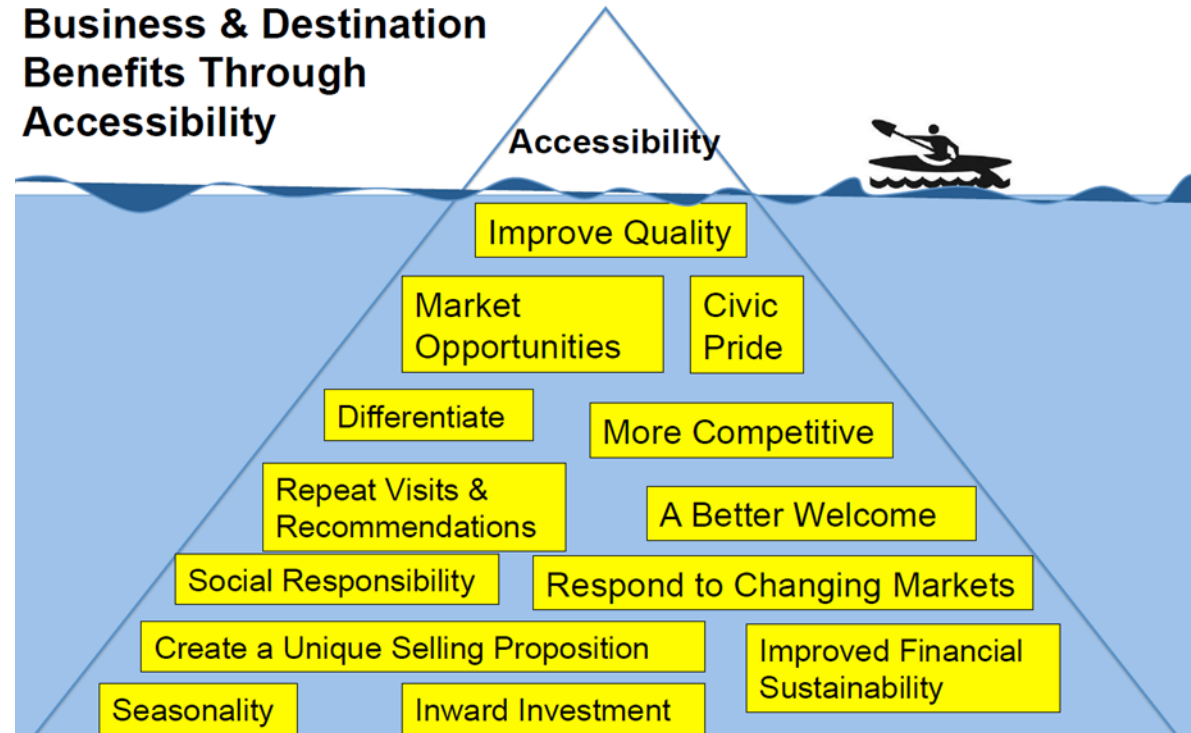 Business & Destination
Benefits Through
Accessibility
Accessibility
Improve Quality
Market
Opportunities
Civic
Pride
Differentiate
More Competitive
Repeat Visits &
Recommendations
A Better Welcome
Social Responsibility
Respond to Changing Markets
Create a Unique Selling Proposition
Improved Financial
Sustainability
Seasonality
Inward Investment